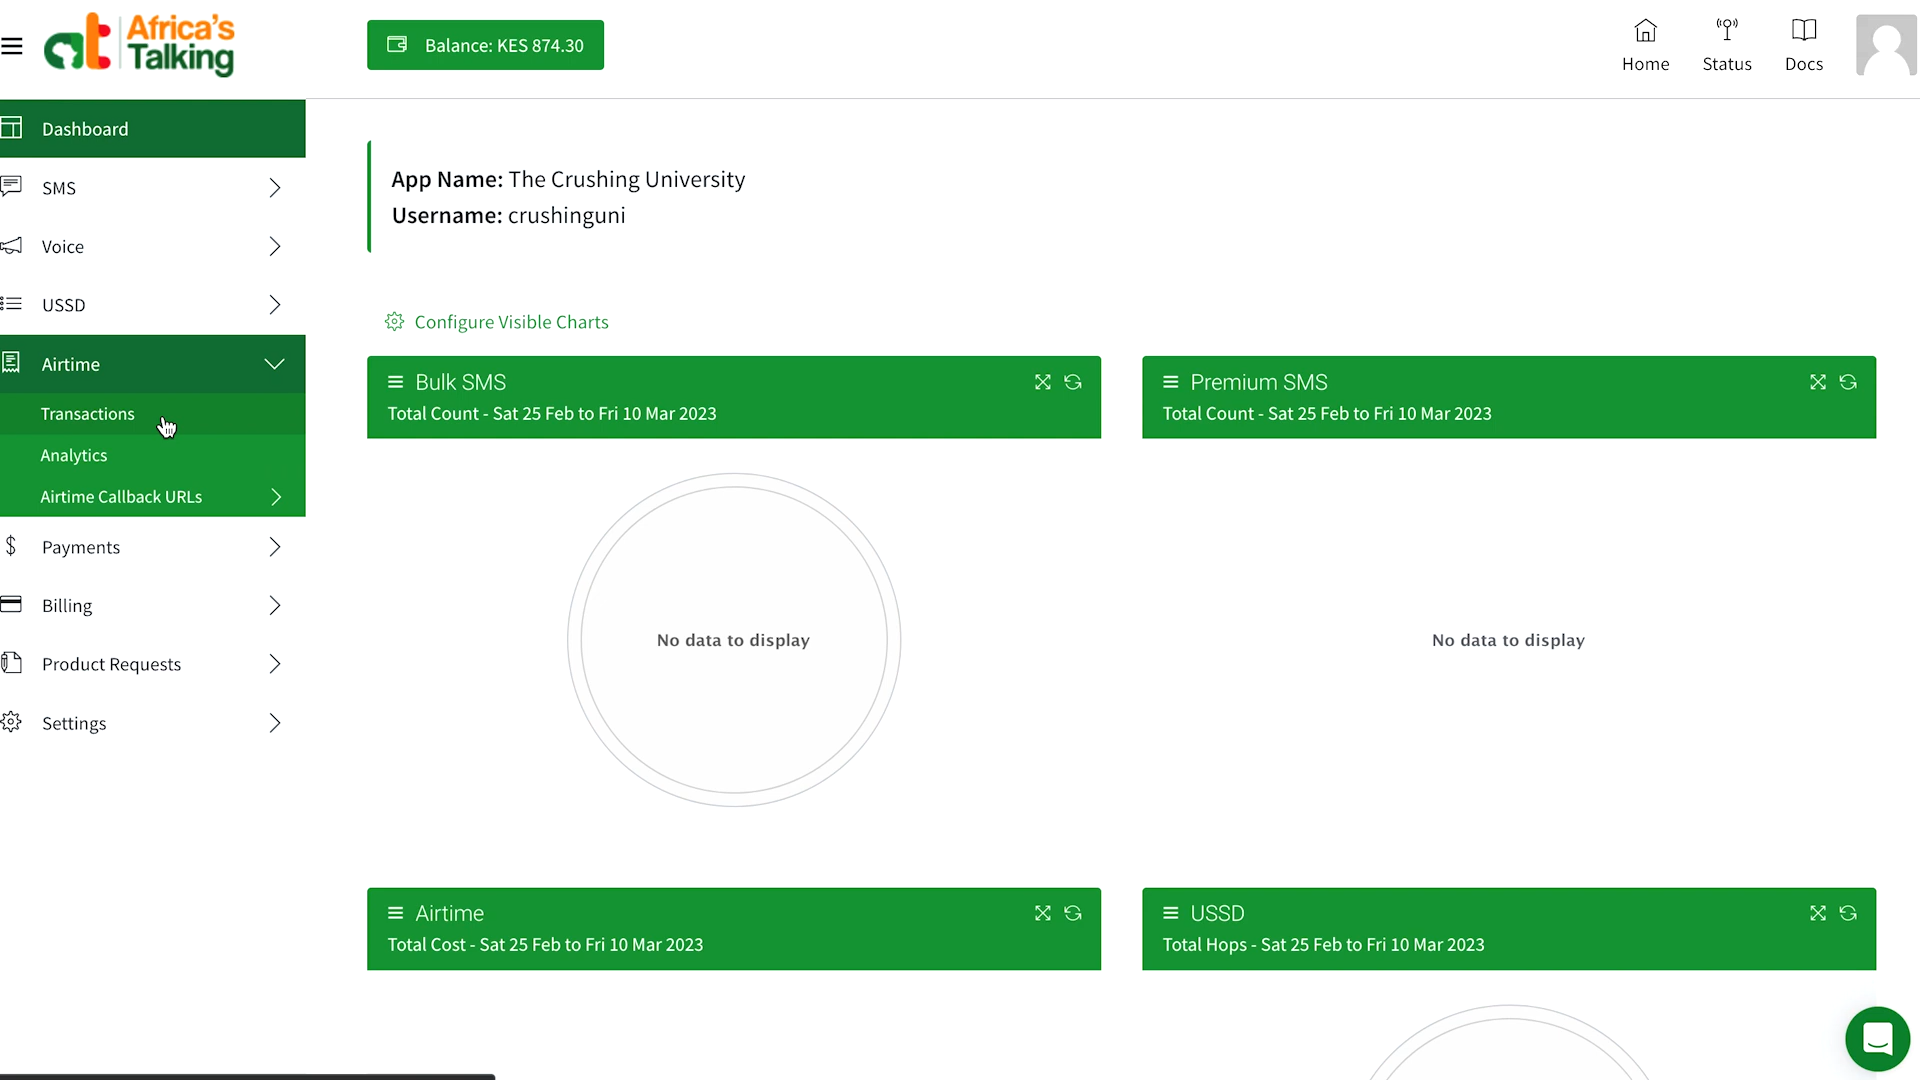 Africa's
Talking
Balance: KES 874.30
Home
Status
Docs
Dashboard
SMS
Voice
USSD
Airtime
Transactions
Analytics
Airtime Callback URLs
Payments
Billing
Product Requests
Settings
App Name: The Crushing University
Username: crushinguni
Configure Visible Charts
Bulk SMS
Total Count - Sat 25 Feb to Fri 10 Mar 2023
No data to display
Premium SMS
Total Count - Sat 25 Feb to Fri 10 Mar 2023
No data to display
Airtime
Total Cost - Sat 25 Feb to Fri 10 Mar 2023
USSD
Total Hops - Sat 25 Feb to Fri 10 Mar 2023